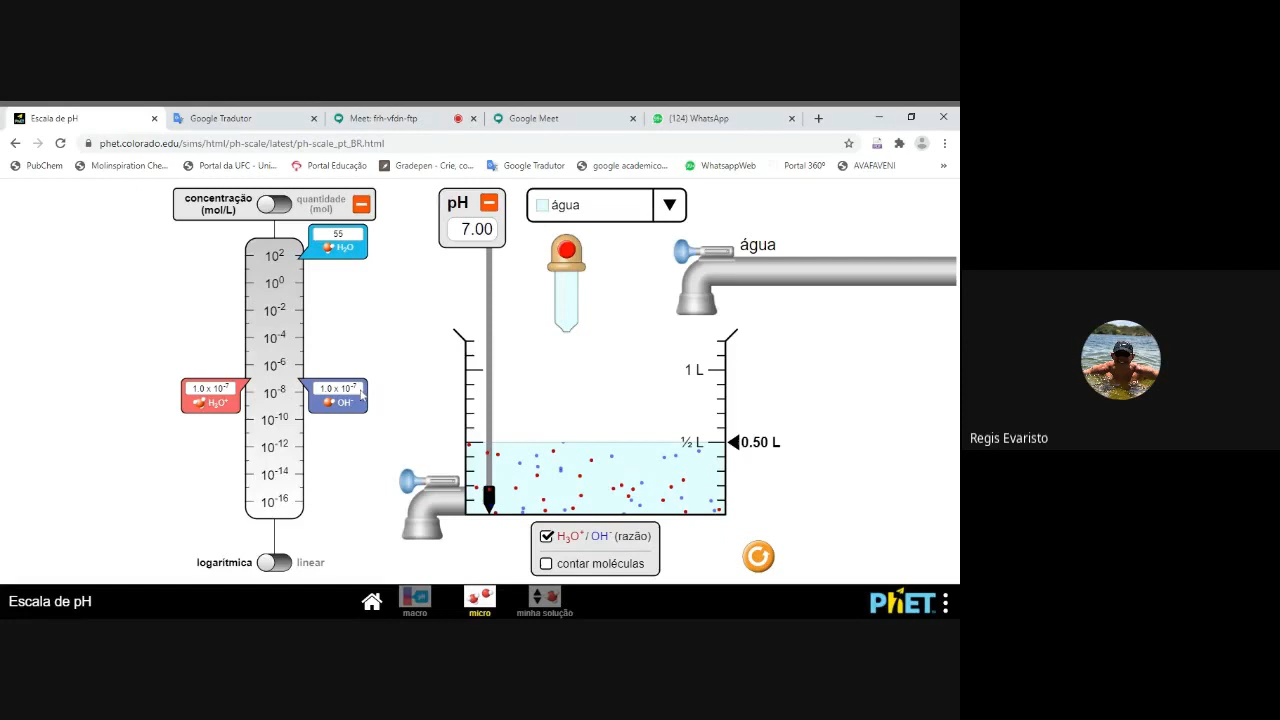 Escala de pH
Google Tradutor
Meet: frh-vfdn-ftp
Google Meet
(124) WhatsApp
phet.colorado.edu/sims/html/ph-scale/latest/ph-scale_pt_BR.html
PubChem
Molinspiration Che...
Portal da UFC - Uni...
Portal Educação
Gradepen - Crie, co...
Google Tradutor
google academico...
WhatsappWeb
Portal 360º
AVAFAVENI
»
concentração
(mol/L)
quantidade
(mol)
pH
7.00
água
água
55
H₂O
10²
10⁰
10⁻²
10⁻⁴
10⁻⁶
10⁻⁸
10⁻¹⁰
10⁻¹²
10⁻¹⁴
10⁻¹⁶
1.0 x 10⁻⁷
H₃O⁺
1.0 x 10⁻⁷
OH⁻
1 L
½ L
0.50 L
H₃O⁺/ OH⁻ (razão)
contar moléculas
logarítmica
linear
Escala de pH
macro
micro
minha solução
PhET
Regis Evaristo